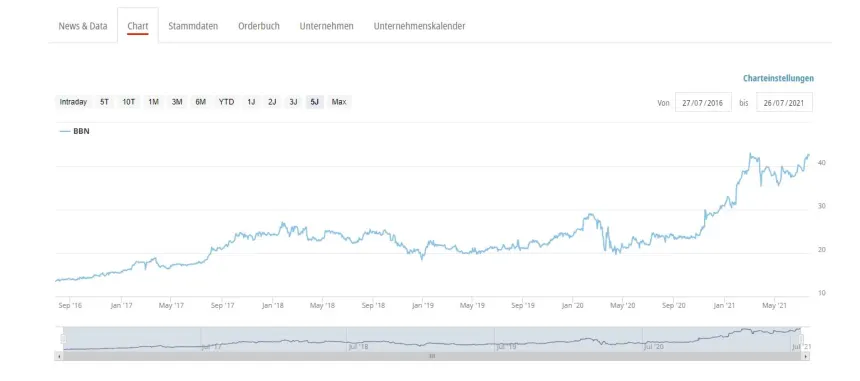 News & Data Chart Stammdaten Orderbuch Unternehmen Unternehmenskalender
Charteinstellungen
Intraday 5T 10T 1M 3M 6M YTD 1J 2J 3J 5J Max Von 27/07/2016 bis 26/07/2021
BBN
40
30
20
10
Sep '16 Jan '17 May '17 Sep '17 Jan '18 May '18 Sep '18 Jan '19 May '19 Sep '19 Jan '20 May '20 Sep '20 Jan '21 May '21
Jul '17 Jul '18 Jul '19 Jul '20 Jul '21